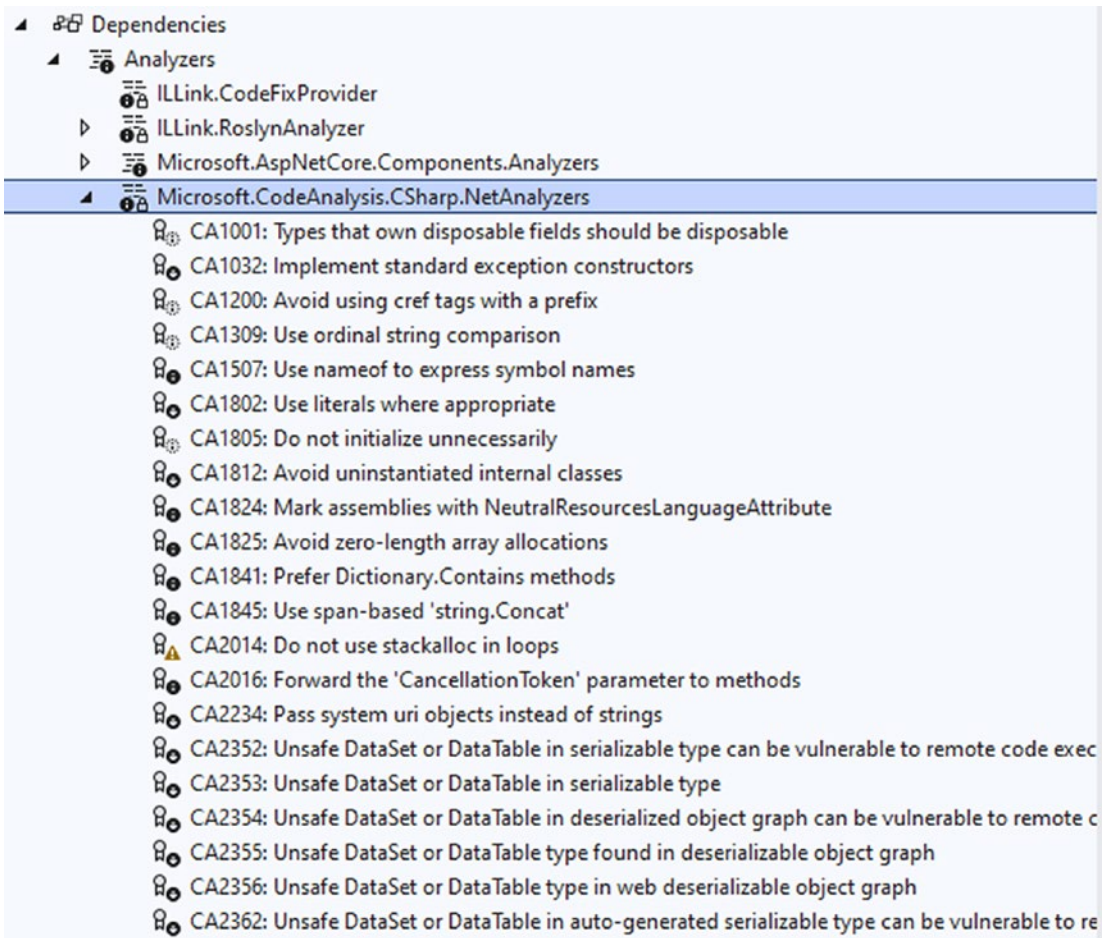 Dependencies
Analyzers
ILLink.CodeFixProvider
ILLink.RoslynAnalyzer
Microsoft.AspNetCore.Components.Analyzers
Microsoft.CodeAnalysis.CSharp.NetAnalyzers
CA1001: Types that own disposable fields should be disposable
CA1032: Implement standard exception constructors
CA1200: Avoid using cref tags with a prefix
CA1309: Use ordinal string comparison
CA1507: Use nameof to express symbol names
CA1802: Use literals where appropriate
CA1805: Do not initialize unnecessarily
CA1812: Avoid uninstantiated internal classes
CA1824: Mark assemblies with NeutralResourcesLanguageAttribute
CA1825: Avoid zero-length array allocations
CA1841: Prefer Dictionary.Contains methods
CA1845: Use span-based 'string.Concat'
CA2014: Do not use stackalloc in loops
CA2016: Forward the 'CancellationToken' parameter to methods
CA2234: Pass system uri objects instead of strings
CA2352: Unsafe DataSet or DataTable in serializable type can be vulnerable to remote code exec
CA2353: Unsafe DataSet or DataTable in serializable type
CA2354: Unsafe DataSet or DataTable in deserialized object graph can be vulnerable to remote c
CA2355: Unsafe DataSet or DataTable type found in deserializable object graph
CA2356: Unsafe DataSet or DataTable type in web deserializable object graph
CA2362: Unsafe DataSet or DataTable in auto-generated serializable type can be vulnerable to re